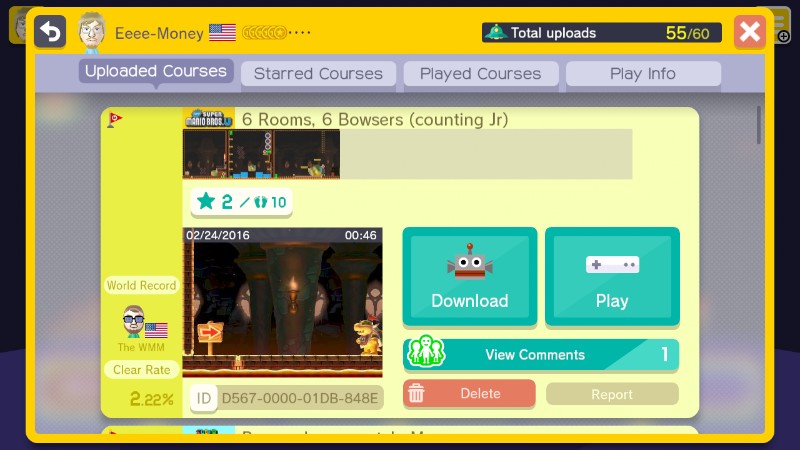 Eeee-Money
Total uploads 55/60
Uploaded Courses
Starred Courses
Played Courses
Play Info
SUPER
MARIO BROS. U
6 Rooms, 6 Bowsers (counting Jr)
2 / 10
02/24/2016 00:46
World Record
The WMM
Clear Rate
2.22%
Download
Play
View Comments 1
Delete
Report
ID D567-0000-01DB-848E